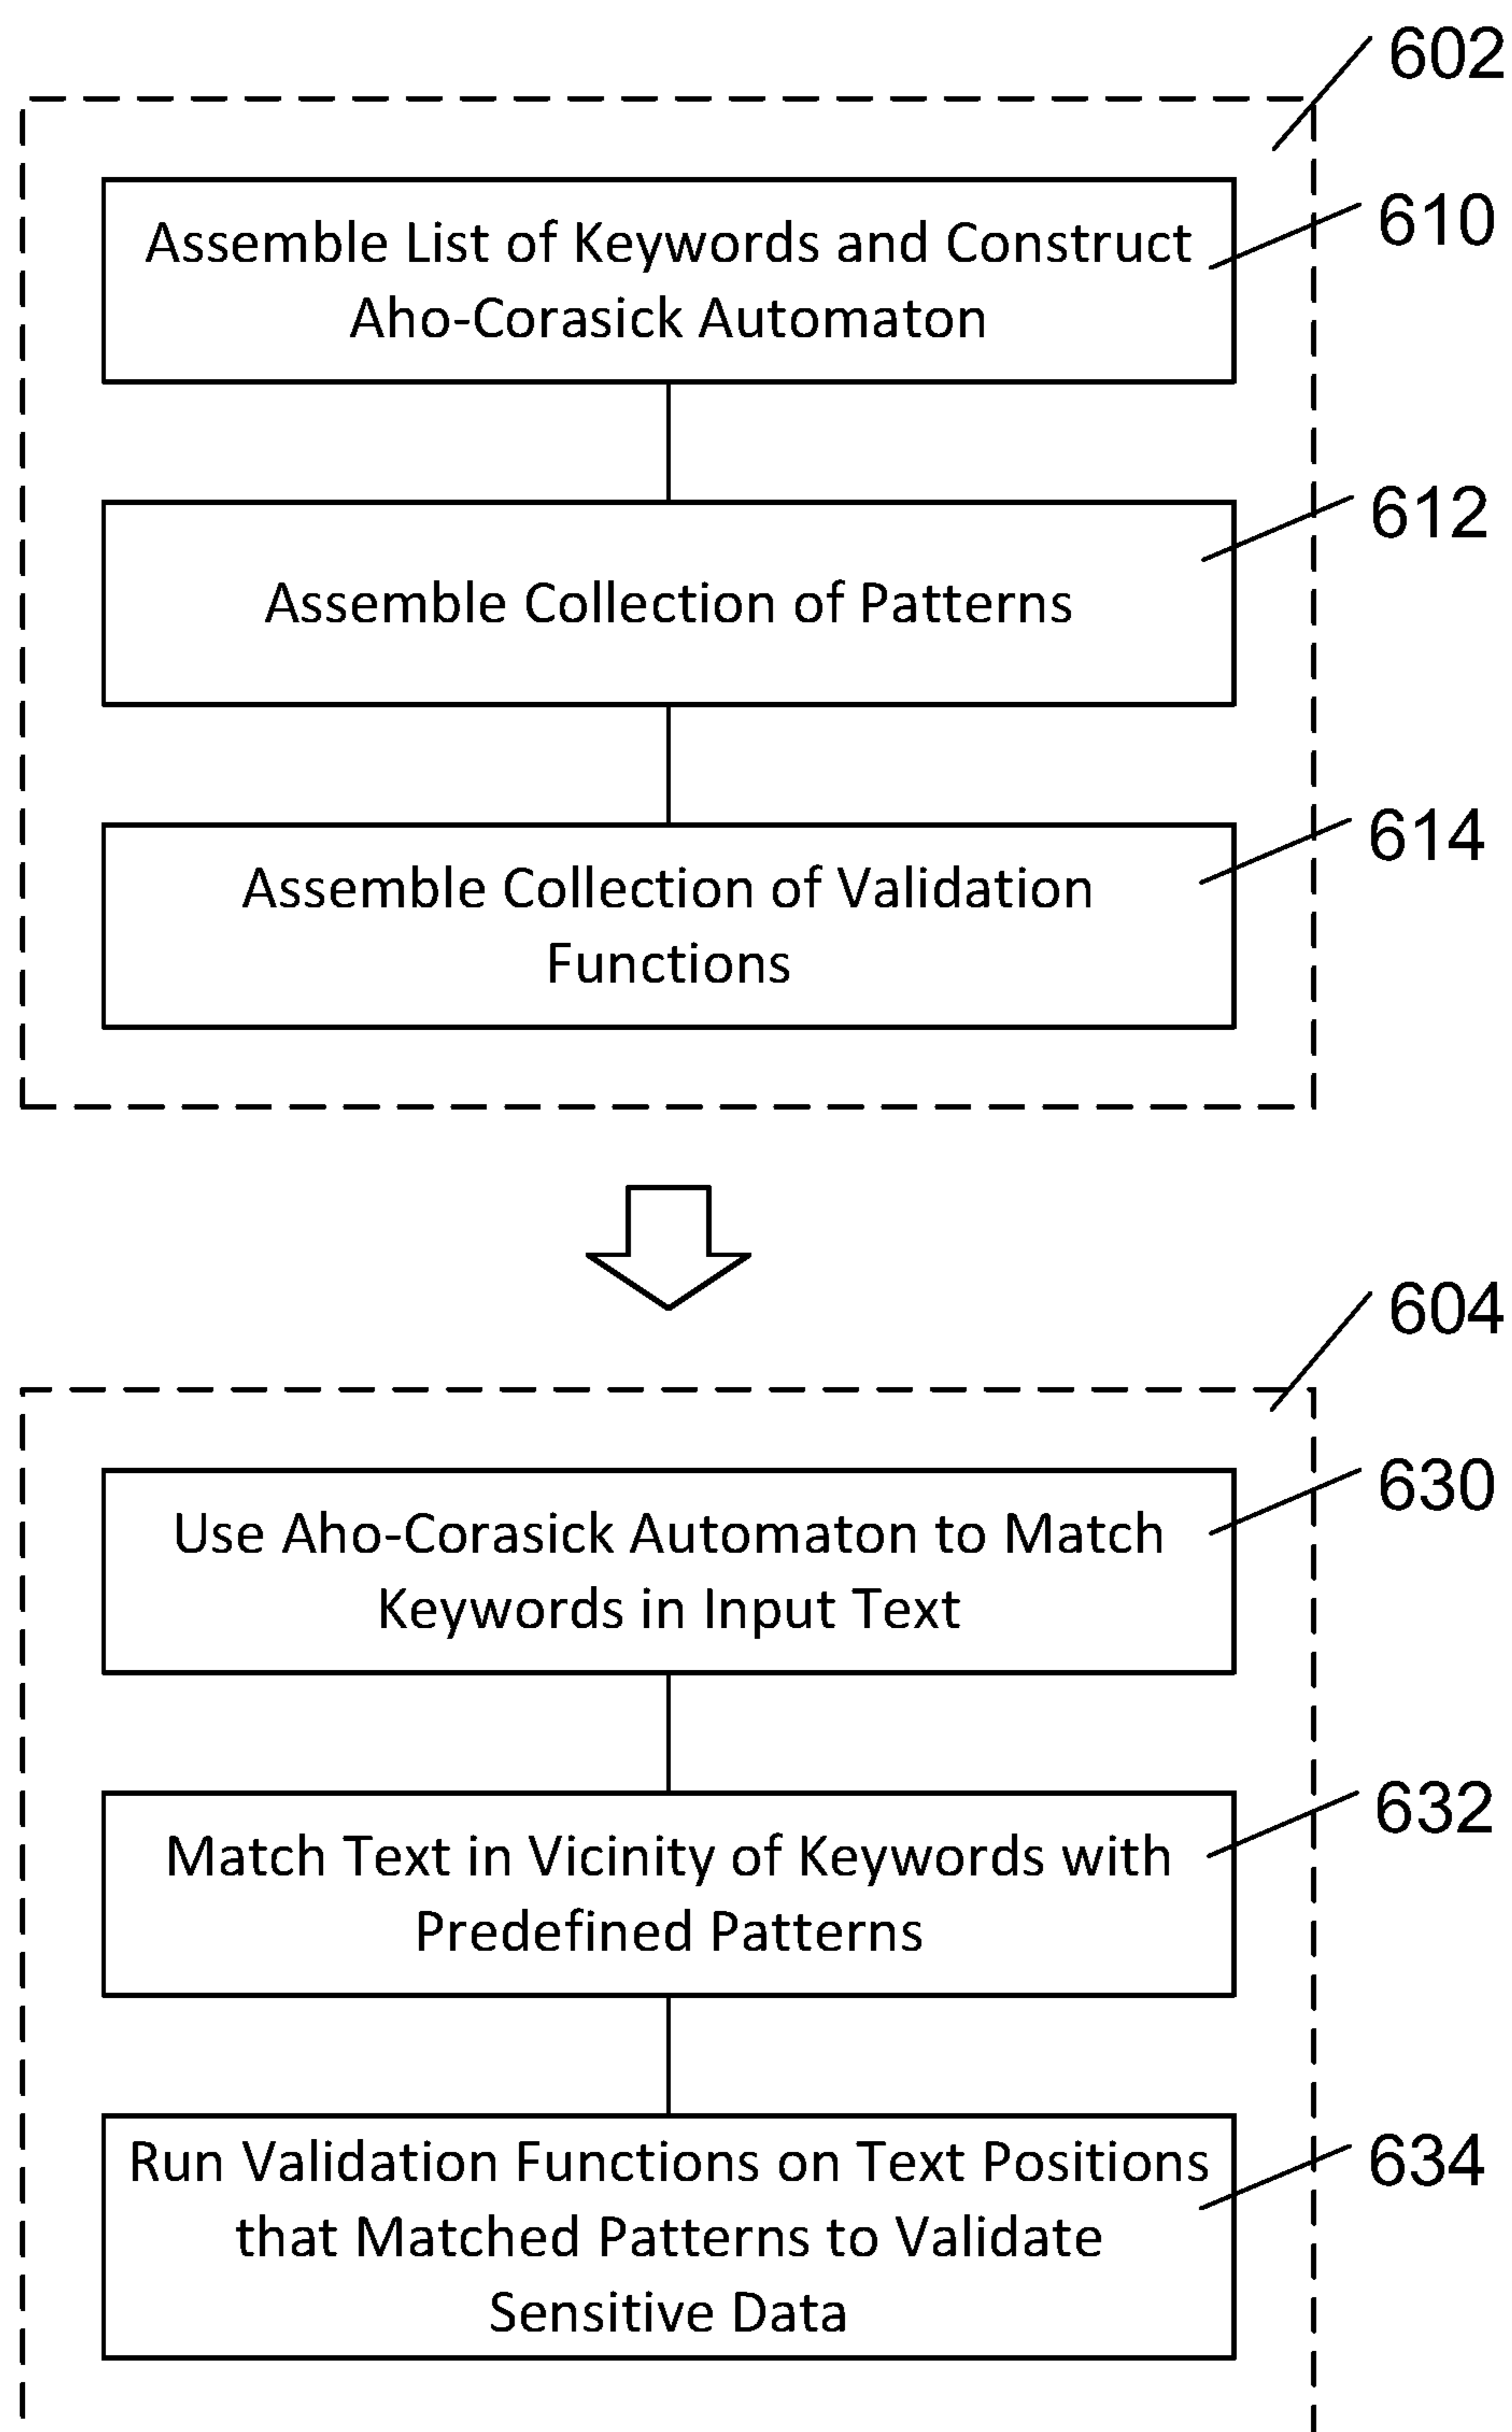 602
Assemble List of Keywords and Construct
Aho-Corasick Automaton
610
Assemble Collection of Patterns
612
Assemble Collection of Validation
Functions
614
604
Use Aho-Corasick Automaton to Match
Keywords in Input Text
630
Match Text in Vicinity of Keywords with
Predefined Patterns
632
Run Validation Functions on Text Positions
that Matched Patterns to Validate
Sensitive Data
634